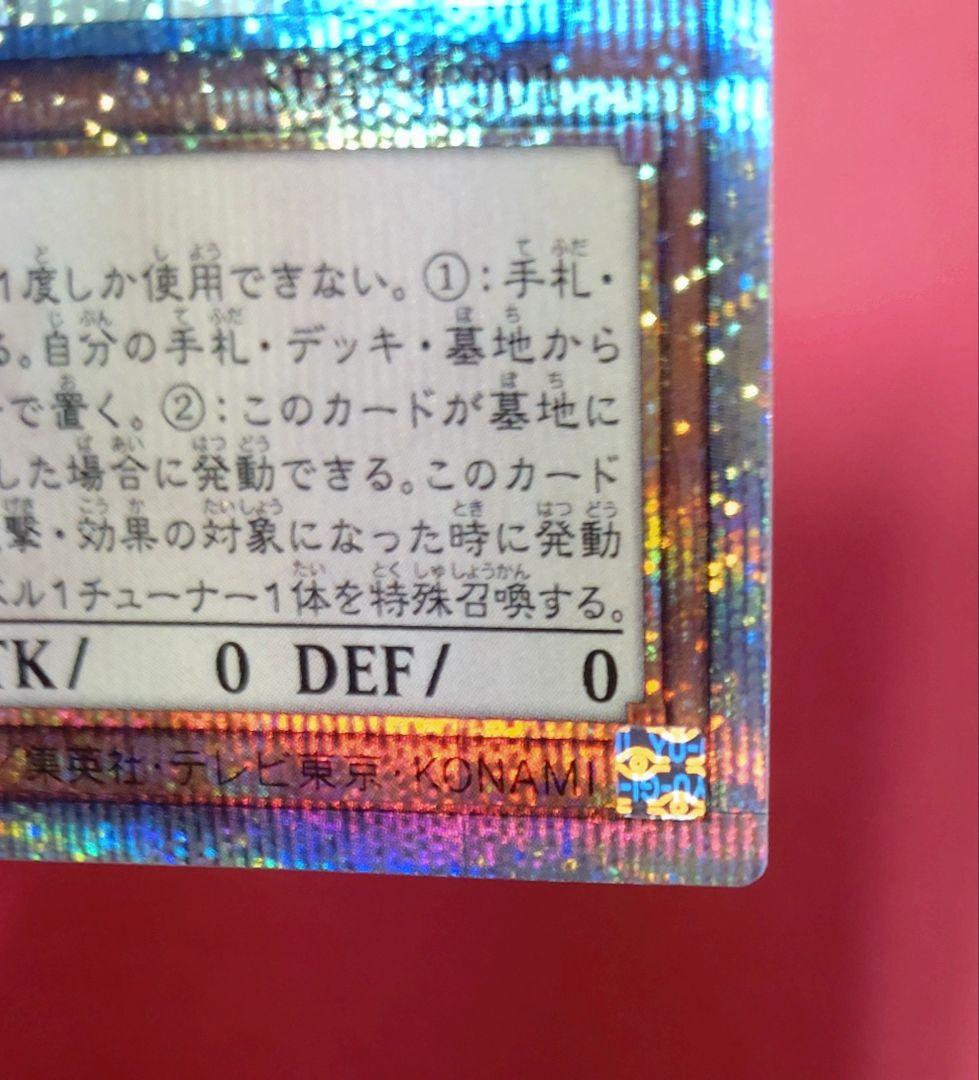 1度しか使用できない。①：手札・
る。自分の手札・デッキ・墓地から
で置く。②：このカードが墓地に
した場合に発動できる。このカード
撃・効果の対象になった時に発動
ベル1チューナー1体を特殊召喚する。
TK/ 0 DEF/ 0
集英社・テレビ東京・KONAMI